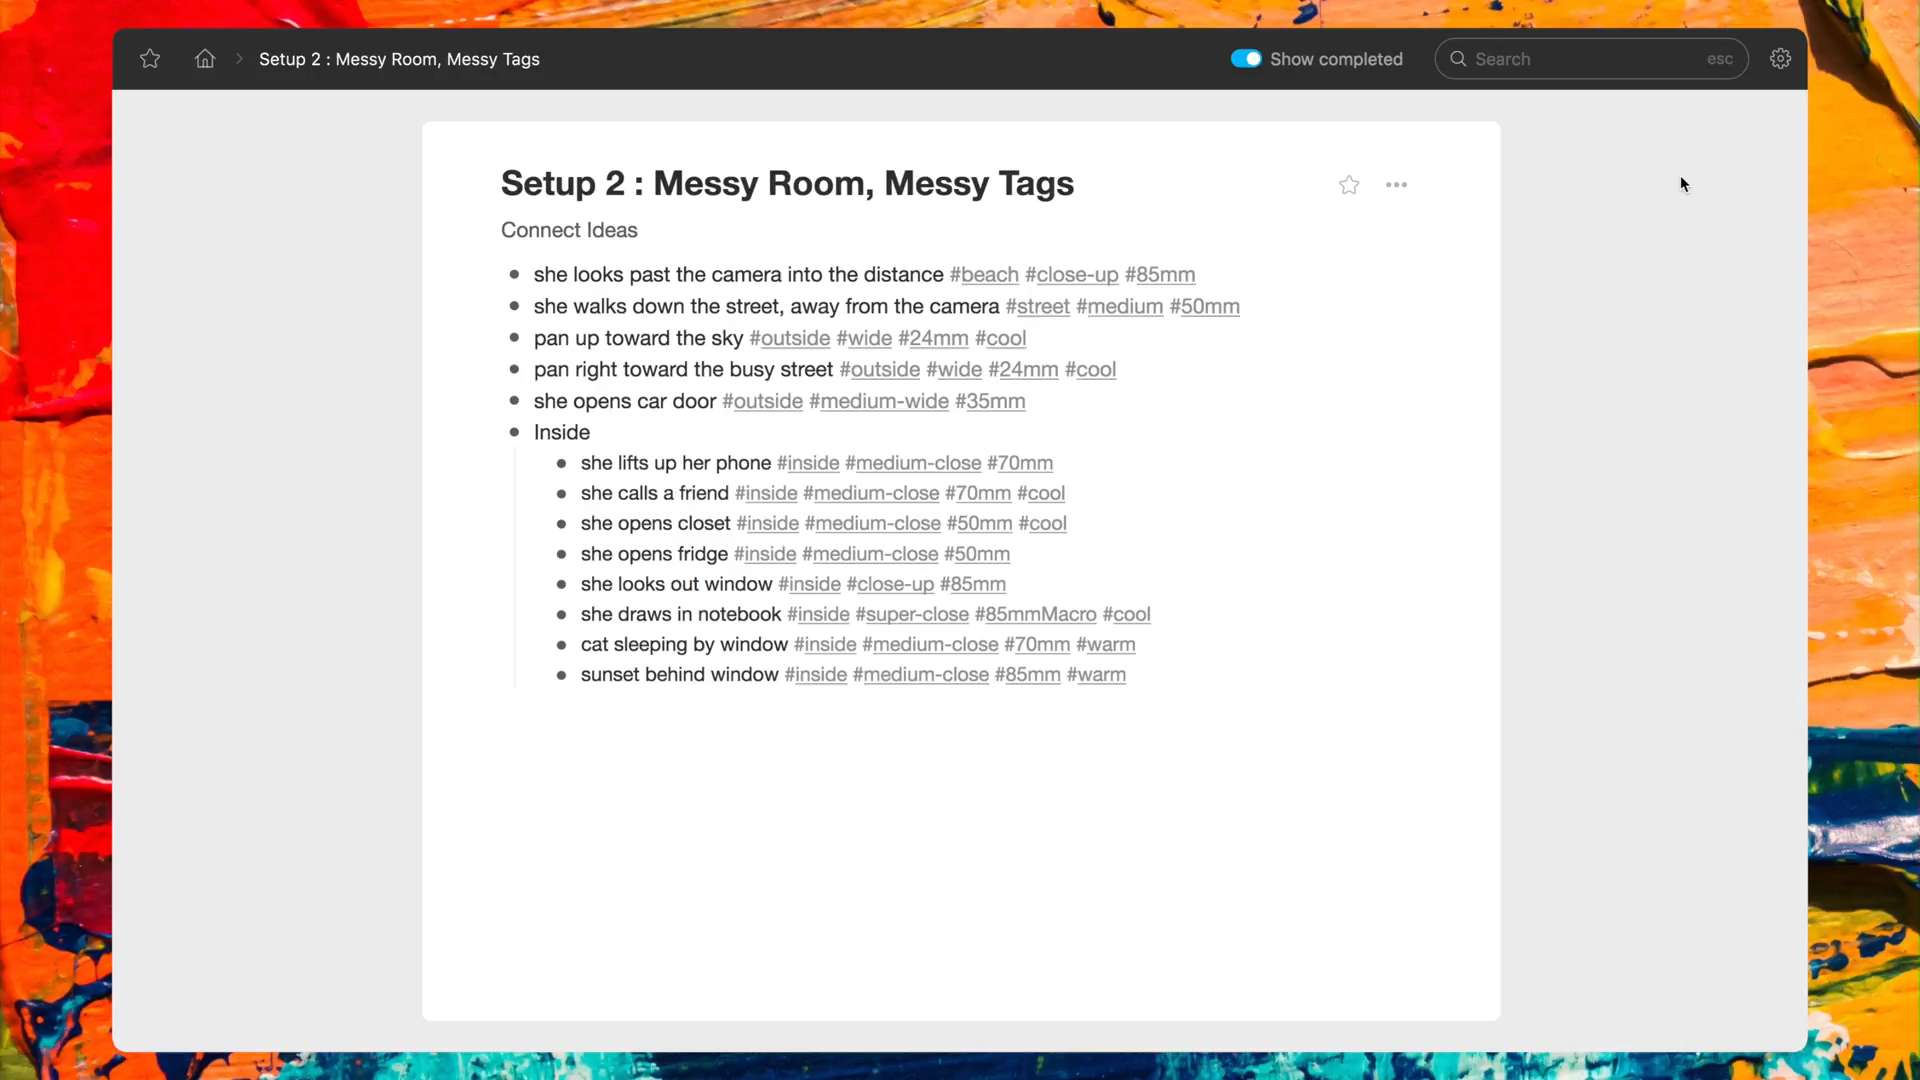 Setup 2 : Messy Room, Messy Tags
Show completed
Search
esc
Setup 2 : Messy Room, Messy Tags
Connect Ideas
she looks past the camera into the distance #beach #close-up #85mm
she walks down the street, away from the camera #street #medium #50mm
pan up toward the sky #outside #wide #24mm #cool
pan right toward the busy street #outside #wide #24mm #cool
she opens car door #outside #medium-wide #35mm
Inside
she lifts up her phone #inside #medium-close #70mm
she calls a friend #inside #medium-close #70mm #cool
she opens closet #inside #medium-close #50mm #cool
she opens fridge #inside #medium-close #50mm
she looks out window #inside #close-up #85mm
she draws in notebook #inside #super-close #85mmMacro #cool
cat sleeping by window #inside #medium-close #70mm #warm
sunset behind window #inside #medium-close #85mm #warm